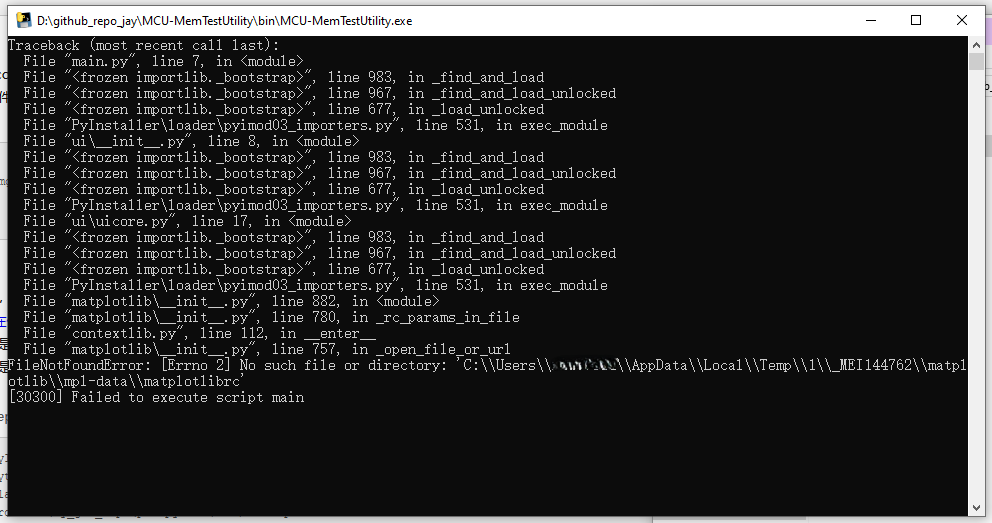 D:\github_repo_jay\MCU-MemTestUtility\bin\MCU-MemTestUtility.exe
Traceback (most recent call last):
  File "main.py", line 7, in <module>
  File "<frozen importlib._bootstrap>", line 983, in _find_and_load
  File "<frozen importlib._bootstrap>", line 967, in _find_and_load_unlocked
  File "<frozen importlib._bootstrap>", line 677, in _load_unlocked
  File "PyInstaller\loader\pyimod03_importers.py", line 531, in exec_module
  File "ui\__init__.py", line 8, in <module>
  File "<frozen importlib._bootstrap>", line 983, in _find_and_load
  File "<frozen importlib._bootstrap>", line 967, in _find_and_load_unlocked
  File "<frozen importlib._bootstrap>", line 677, in _load_unlocked
  File "PyInstaller\loader\pyimod03_importers.py", line 531, in exec_module
  File "ui\uicore.py", line 17, in <module>
  File "<frozen importlib._bootstrap>", line 983, in _find_and_load
  File "<frozen importlib._bootstrap>", line 967, in _find_and_load_unlocked
  File "<frozen importlib._bootstrap>", line 677, in _load_unlocked
  File "PyInstaller\loader\pyimod03_importers.py", line 531, in exec_module
  File "matplotlib\__init__.py", line 882, in <module>
  File "matplotlib\__init__.py", line 780, in _rc_params_in_file
  File "contextlib.py", line 112, in __enter__
  File "matplotlib\__init__.py", line 757, in _open_file_or_url
FileNotFoundError: [Errno 2] No such file or directory: 'C:\\Users\\ \\AppData\\Local\\Temp\\1\\_MEI144762\\matpl
otlib\\mpl-data\\matplotlibrc'
[30300] Failed to execute script main